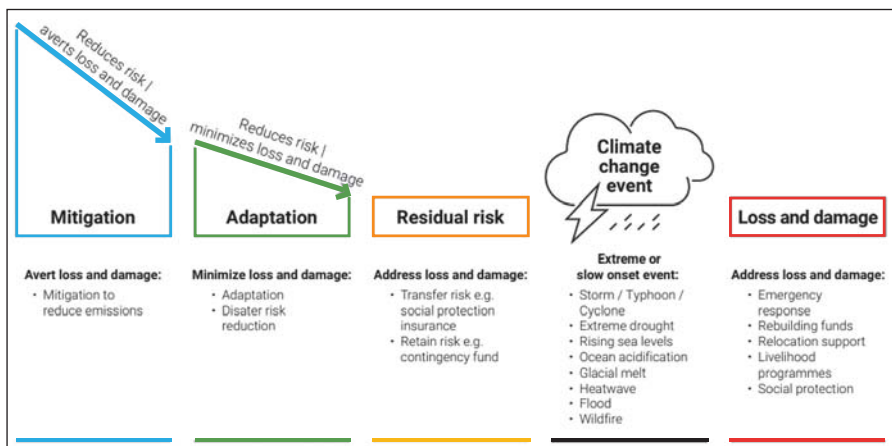 Reduces risk |
averts loss and damage
Reduces risk |
minimizes loss and damage
Mitigation
Adaptation
Residual risk
Climate
change
event
Loss and damage
Avert loss and damage:
• Mitigation to
reduce emissions
Minimize loss and damage:
• Adaptation
• Disater risk
reduction
Address loss and damage:
• Transfer risk e.g.
social protection
insurance
• Retain risk e.g.
contingency fund
Extreme or
slow onset event:
• Storm / Typhoon /
Cyclone
• Extreme drought
• Rising sea levels
• Ocean acidification
• Glacial melt
• Heatwave
• Flood
• Wildfire
Address loss and damage:
• Emergency
response
• Rebuilding funds
• Relocation support
• Livelihood
programmes
• Social protection